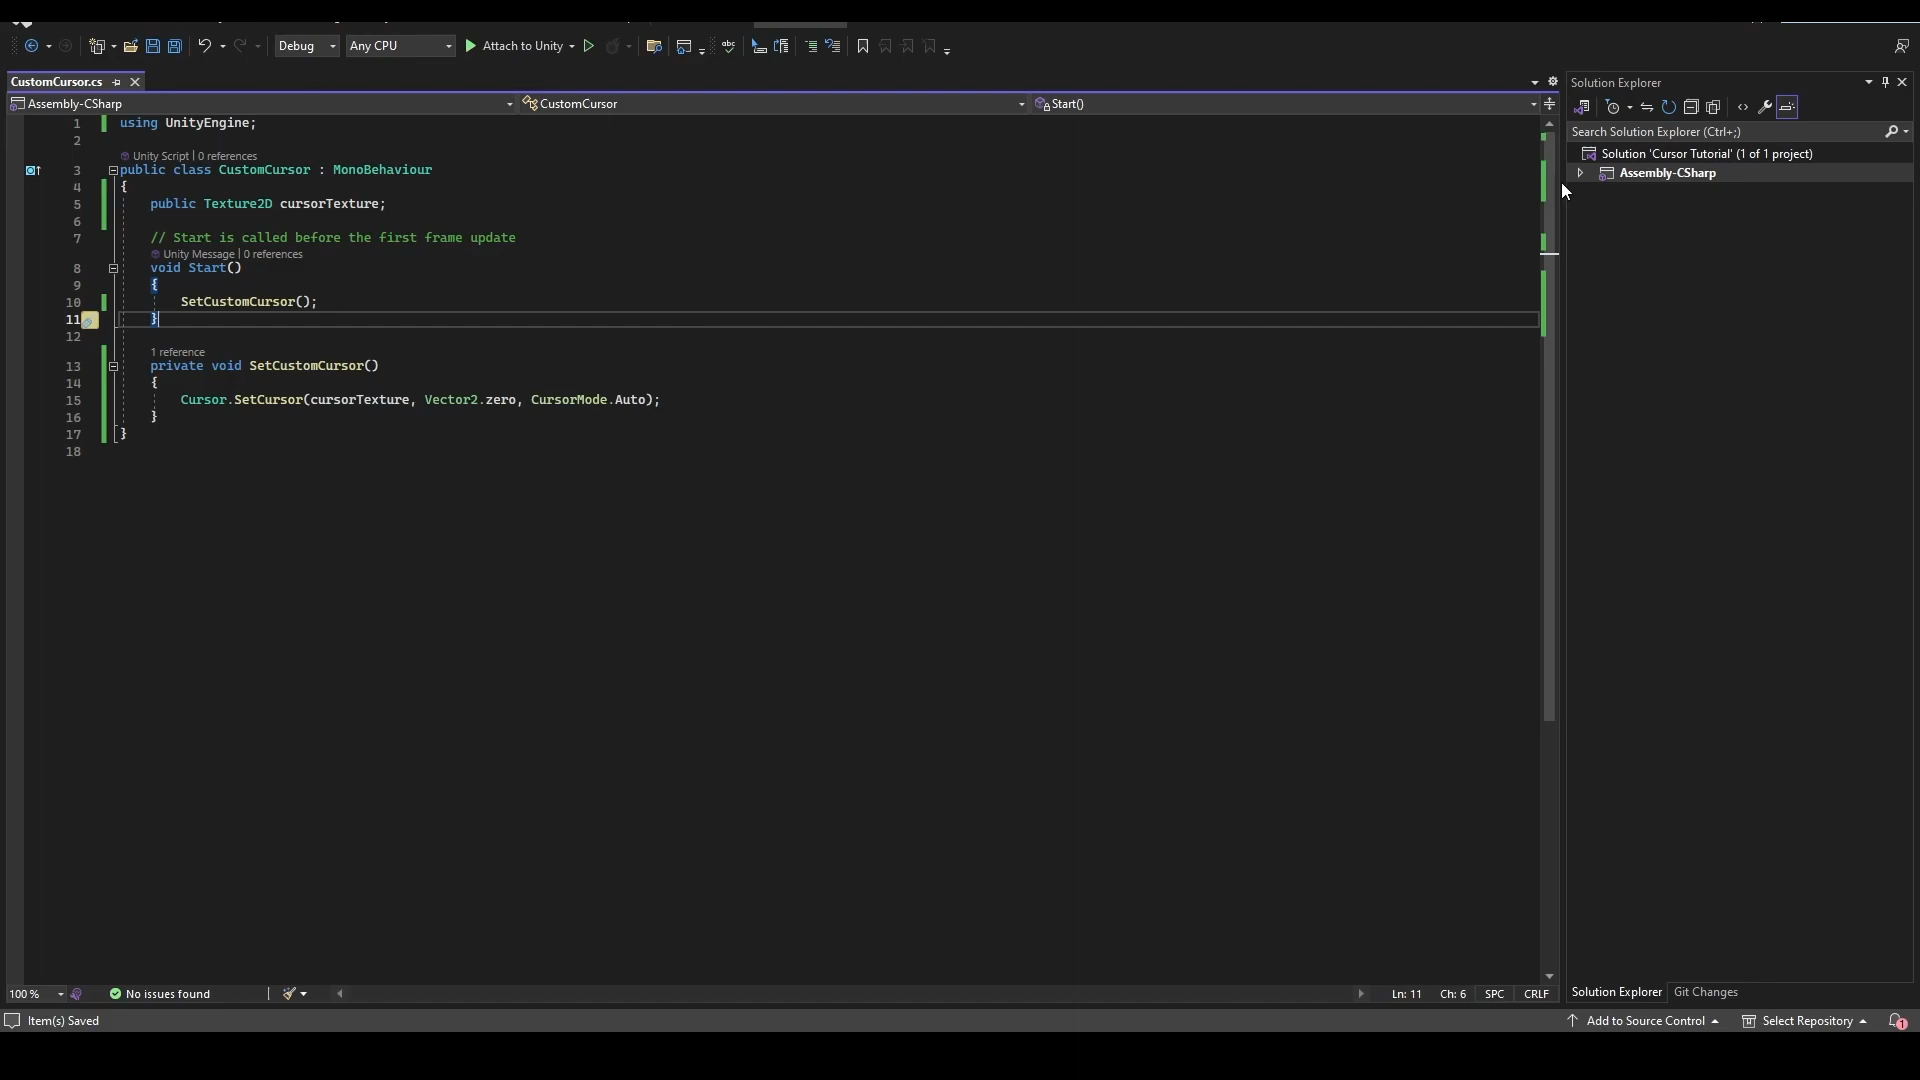 Debug
Any CPU
Attach to Unity
CustomCursor.cs
Assembly-CSharp
CustomCursor
Start()
1 using UnityEngine;
2
Unity Script | 0 references
3 public class CustomCursor : MonoBehaviour
4 {
5 public Texture2D cursorTexture;
6
7 // Start is called before the first frame update
Unity Message | 0 references
8 void Start()
9 {
10 SetCustomCursor();
11 }
12
1 reference
13 private void SetCustomCursor()
14 {
15 Cursor.SetCursor(cursorTexture, Vector2.zero, CursorMode.Auto);
16 }
17 }
18
Solution Explorer
Search Solution Explorer (Ctrl+;)
Solution 'Cursor Tutorial' (1 of 1 project)
Assembly-CSharp
100 %
No issues found
Ln: 11 Ch: 6 SPC CRLF
Solution Explorer Git Changes
Item(s) Saved
Add to Source Control
Select Repository
1